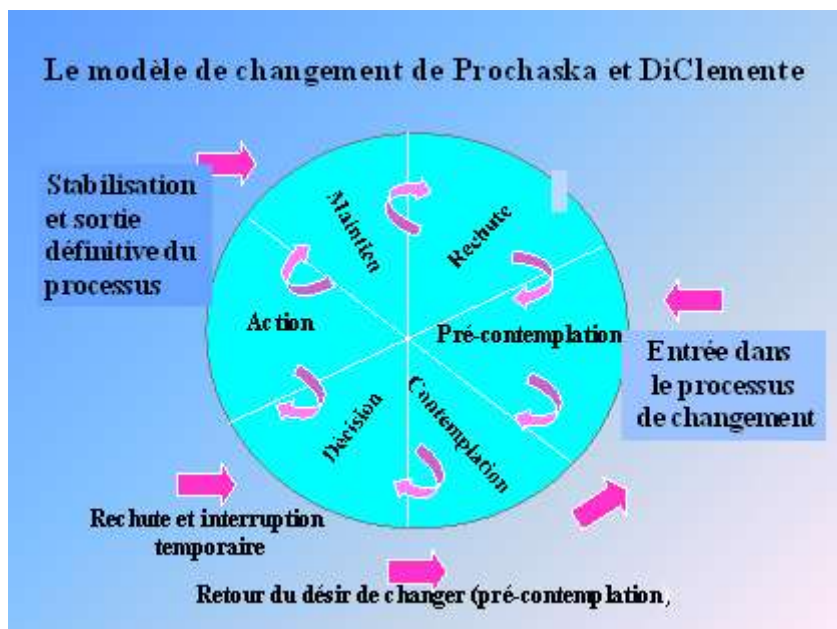 Le modèle de changement de Prochaska et DiClemente
Stabilisation
et sortie
définitive du
processus
Maintien
Rechute
Action
Pré-contemplation
Entrée dans
le processus
de changement
Décision
Contemplation
Rechute et interruption
temporaire
Retour du désir de changer (pré-contemplation,